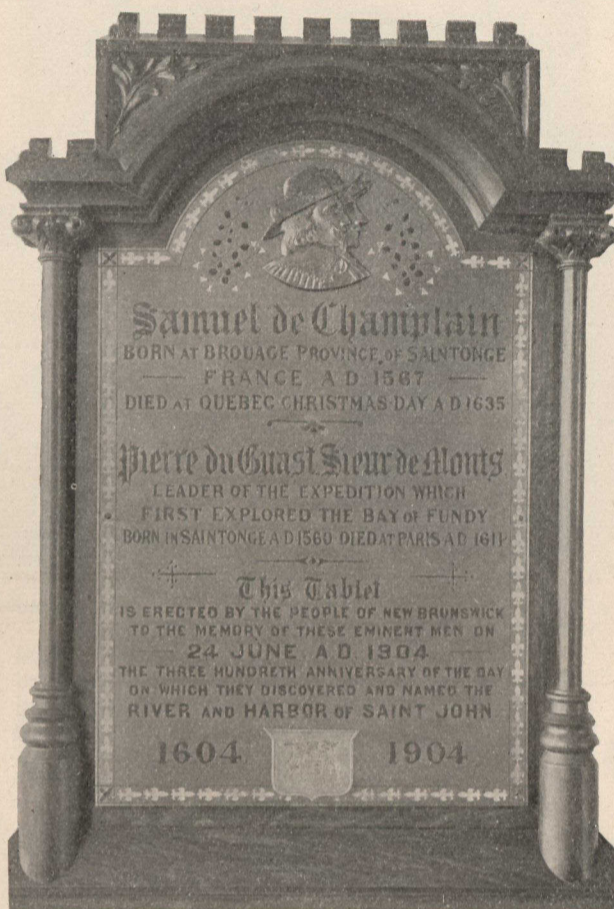 Samuel de Champlain
BORN AT BROUAGE PROVINCE OF SAINTONGE
FRANCE A D 1567
DIED AT QUEBEC CHRISTMAS DAY A D 1635
Pierre du Guast Sieur de Monts
LEADER OF THE EXPEDITION WHICH
FIRST EXPLORED THE BAY OF FUNDY
BORN IN SAINTONGE A D 1560 DIED AT PARIS A D 1611
This Tablet
IS ERECTED BY THE PEOPLE OF NEW BRUNSWICK
TO THE MEMORY OF THESE EMINENT MEN ON
24 JUNE A D 1904
THE THREE HUNDRETH ANNIVERSARY OF THE DAY
ON WHICH THEY DISCOVERED AND NAMED THE
RIVER AND HARBOR OF SAINT JOHN
1604 1904